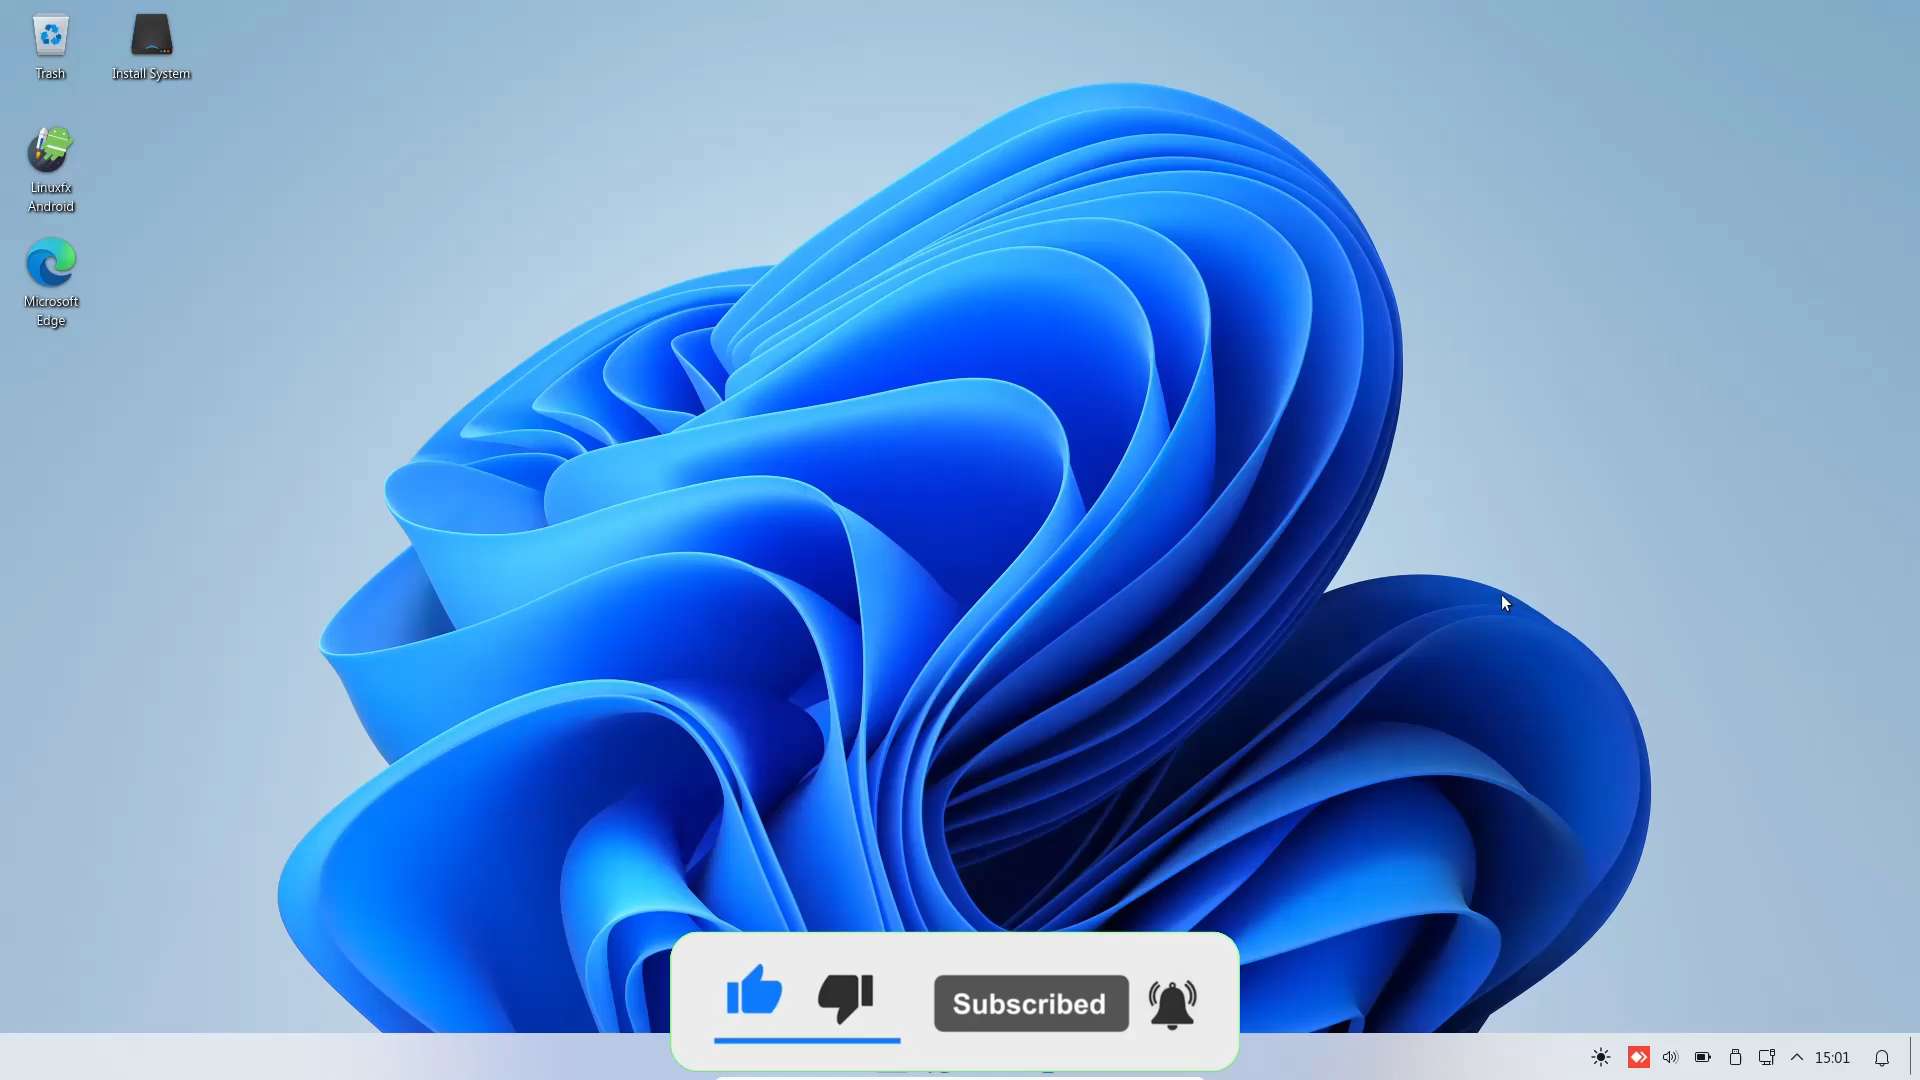 Trash
Install System
Linuxfx
Android
Microsoft
Edge
Subscribed
15:01